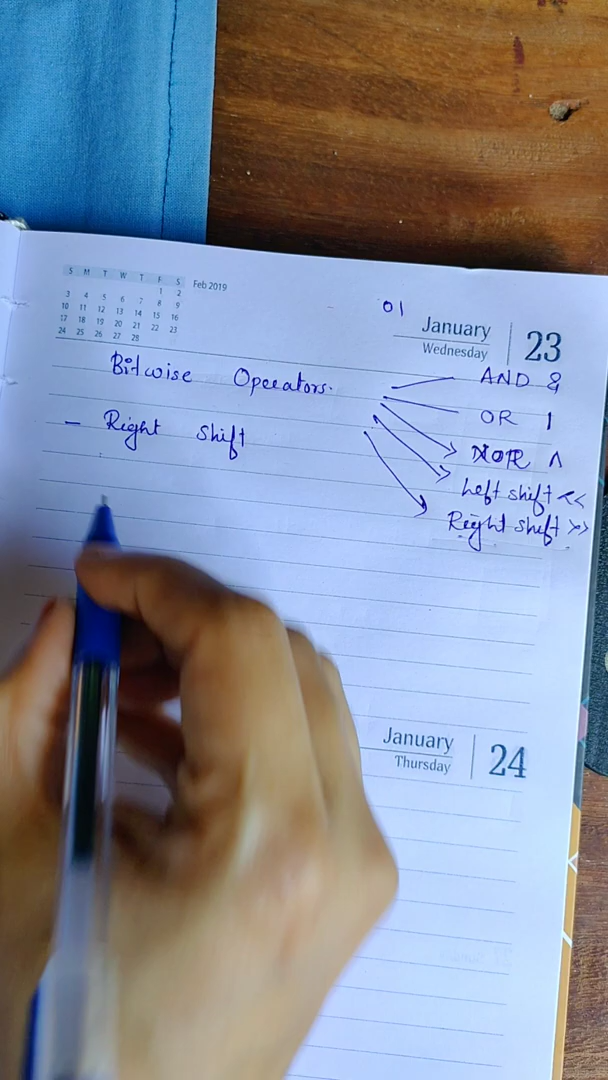 S M T W T F S
Feb 2019
1 2
3 4 5 6 7 8 9
10 11 12 13 14 15 16
17 18 19 20 21 22 23
24 25 26 27 28
01
January 23
Wednesday
Bitwise Operators.
AND &
OR |
XOR ^
Left shift <<
Right shift >>
- Right Shift
January 24
Thursday